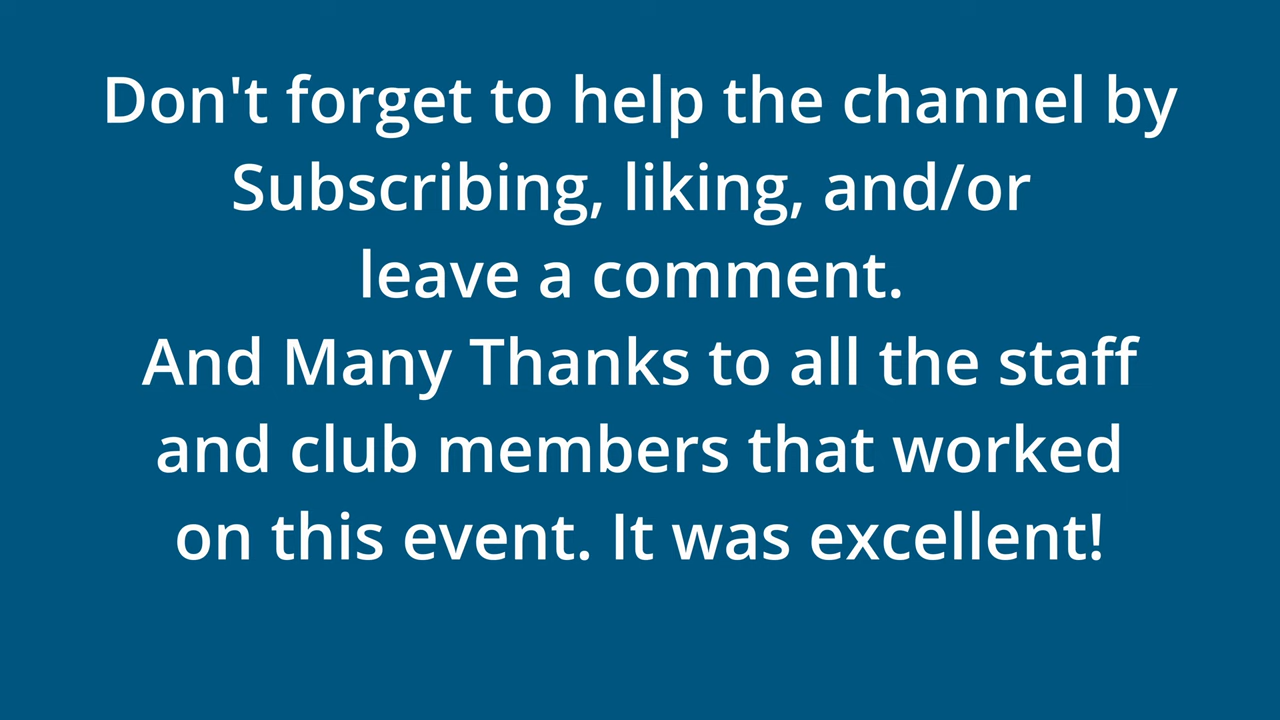 Don't forget to help the channel by
Subscribing, liking, and/or
leave a comment.
And Many Thanks to all the staff
and club members that worked
on this event. It was excellent!